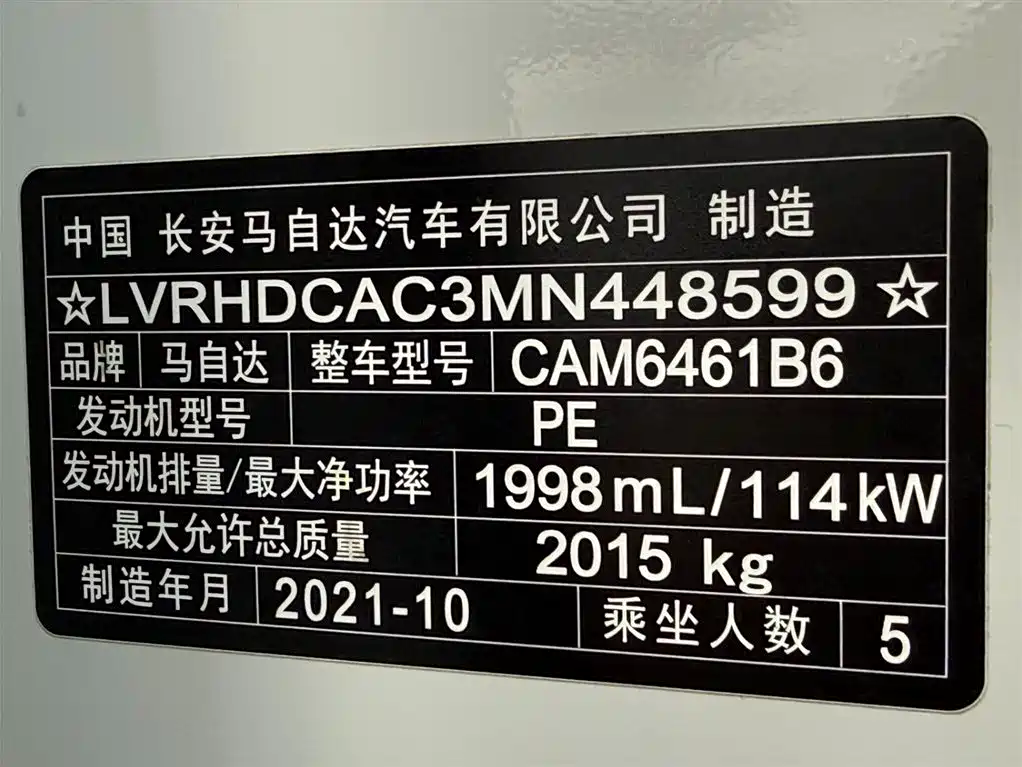 中国 长安马自达汽车有限公司 制造
☆LVRHDCAC3MN448599☆
品牌 马自达 整车型号 CAM6461B6
发动机型号 PE
发动机排量/最大净功率 1998mL/114kW
最大允许总质量 2015 kg
制造年月 2021-10 乘坐人数 5